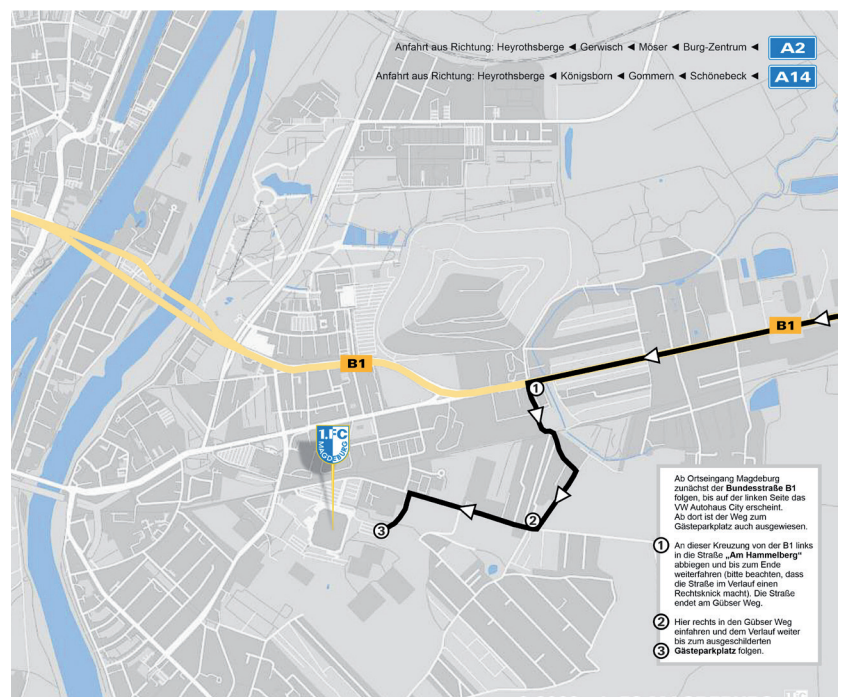 Anfahrt aus Richtung: Heyrothsberge ◄ Gerwisch ◄ Möser ◄ Burg-Zentrum ◄ A2
Anfahrt aus Richtung: Heyrothsberge ◄ Königsborn ◄ Gommern ◄ Schönebeck ◄ A14
B1
B1
1
1.FC
MAGDEBURG
2
3
Ab Ortseingang Magdeburg
zunächst der Bundesstraße B1
folgen, bis auf der linken Seite das
VW Autohaus City erscheint.
Ab dort ist der Weg zum
Gästeparkplatz auch ausgewiesen.
1 An dieser Kreuzung von der B1 links
in die Straße „Am Hammelberg“
abbiegen und bis zum Ende
weiterfahren (bitte beachten, dass
die Straße im Verlauf einen
Rechtsknick macht). Die Straße
endet am Gübser Weg.
2 Hier rechts in den Gübser Weg
einfahren und dem Verlauf weiter
bis zum ausgeschilderten
3 Gästeparkplatz folgen.